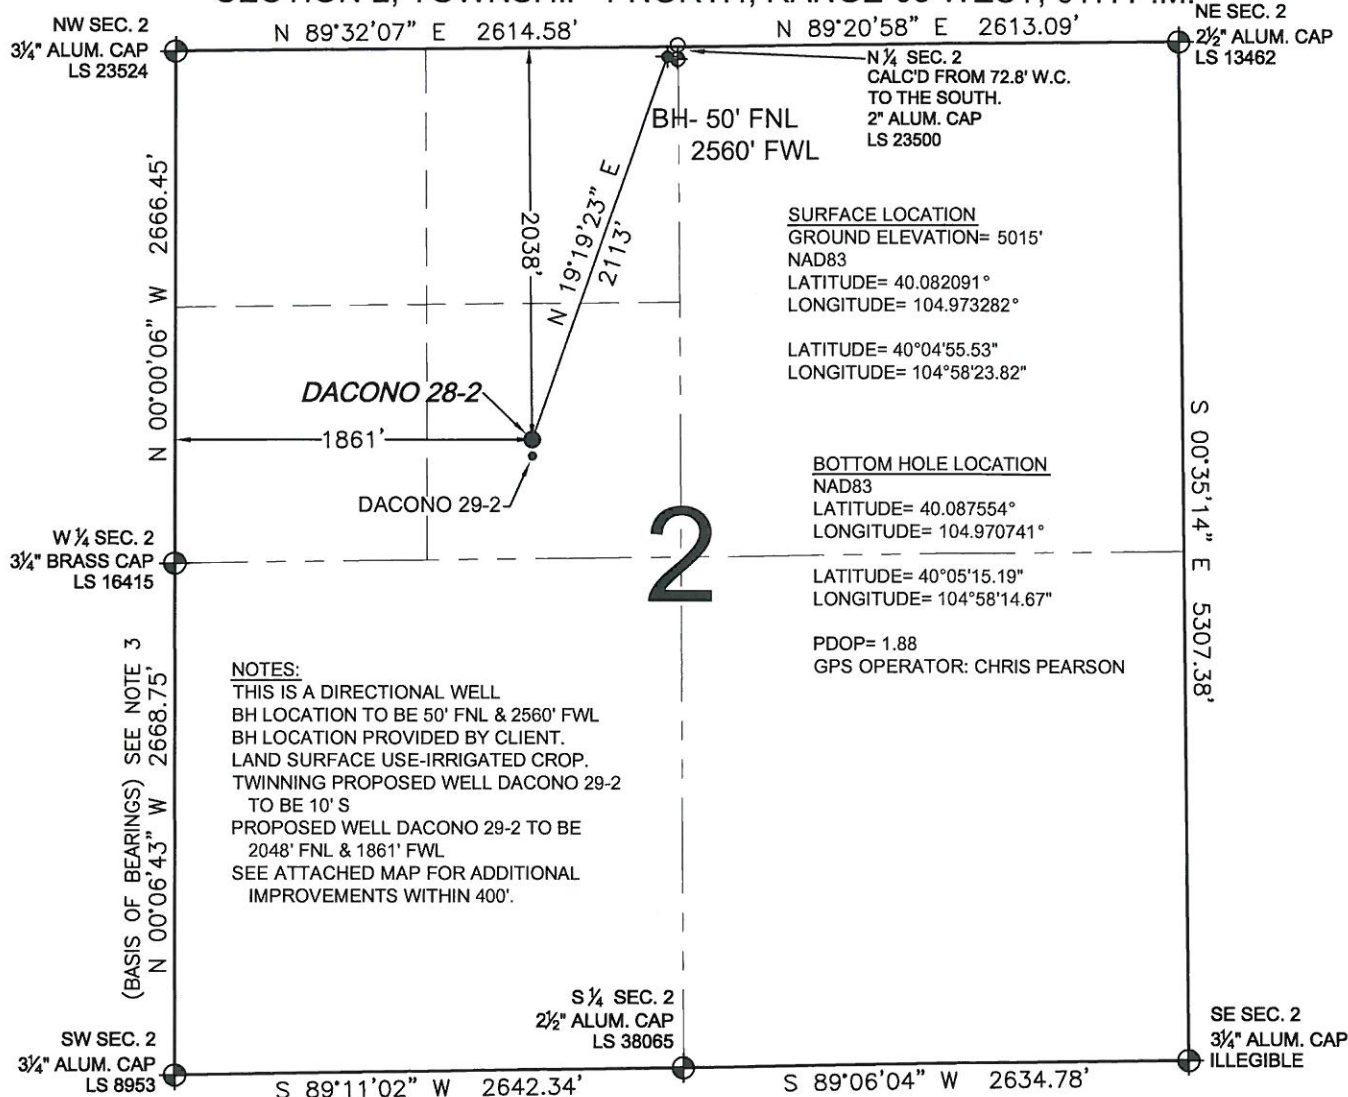 NW SEC. 2
3¼" ALUM. CAP
LS 23524
N 89°32'07" E 2614.58'
N 89°20'58" E 2613.09'
NE SEC. 2
2½" ALUM. CAP
LS 13462
N ¼ SEC. 2
CALC'D FROM 72.8' W.C.
TO THE SOUTH.
2" ALUM. CAP
LS 23500
BH- 50' FNL
2560' FWL
N 00°00'06" W 2666.45'
2038'
N 19°19'23" E
2113'
SURFACE LOCATION
GROUND ELEVATION= 5015'
NAD83
LATITUDE= 40.082091°
LONGITUDE= 104.973282°
LATITUDE= 40°04'55.53"
LONGITUDE= 104°58'23.82"
DACONO 28-2
1861'
DACONO 29-2
S 00°35'14" E 5307.38'
BOTTOM HOLE LOCATION
NAD83
LATITUDE= 40.087554°
LONGITUDE= 104.970741°
LATITUDE= 40°05'15.19"
LONGITUDE= 104°58'14.67"
PDOP= 1.88
GPS OPERATOR: CHRIS PEARSON
2
W ¼ SEC. 2
3¼" BRASS CAP
LS 16415
(BASIS OF BEARINGS) SEE NOTE 3
N 00°06'43" W 2668.75'
NOTES:
THIS IS A DIRECTIONAL WELL
BH LOCATION TO BE 50' FNL & 2560' FWL
BH LOCATION PROVIDED BY CLIENT.
LAND SURFACE USE-IRRIGATED CROP.
TWINNING PROPOSED WELL DACONO 29-2
TO BE 10' S
PROPOSED WELL DACONO 29-2 TO BE
2048' FNL & 1861' FWL
SEE ATTACHED MAP FOR ADDITIONAL
IMPROVEMENTS WITHIN 400'.
S ¼ SEC. 2
2½" ALUM. CAP
LS 38065
SW SEC. 2
3¼" ALUM. CAP
LS 8953
S 89°11'02" W 2642.34'
S 89°06'04" W 2634.78'
SE SEC. 2
3¼" ALUM. CAP
ILLEGIBLE